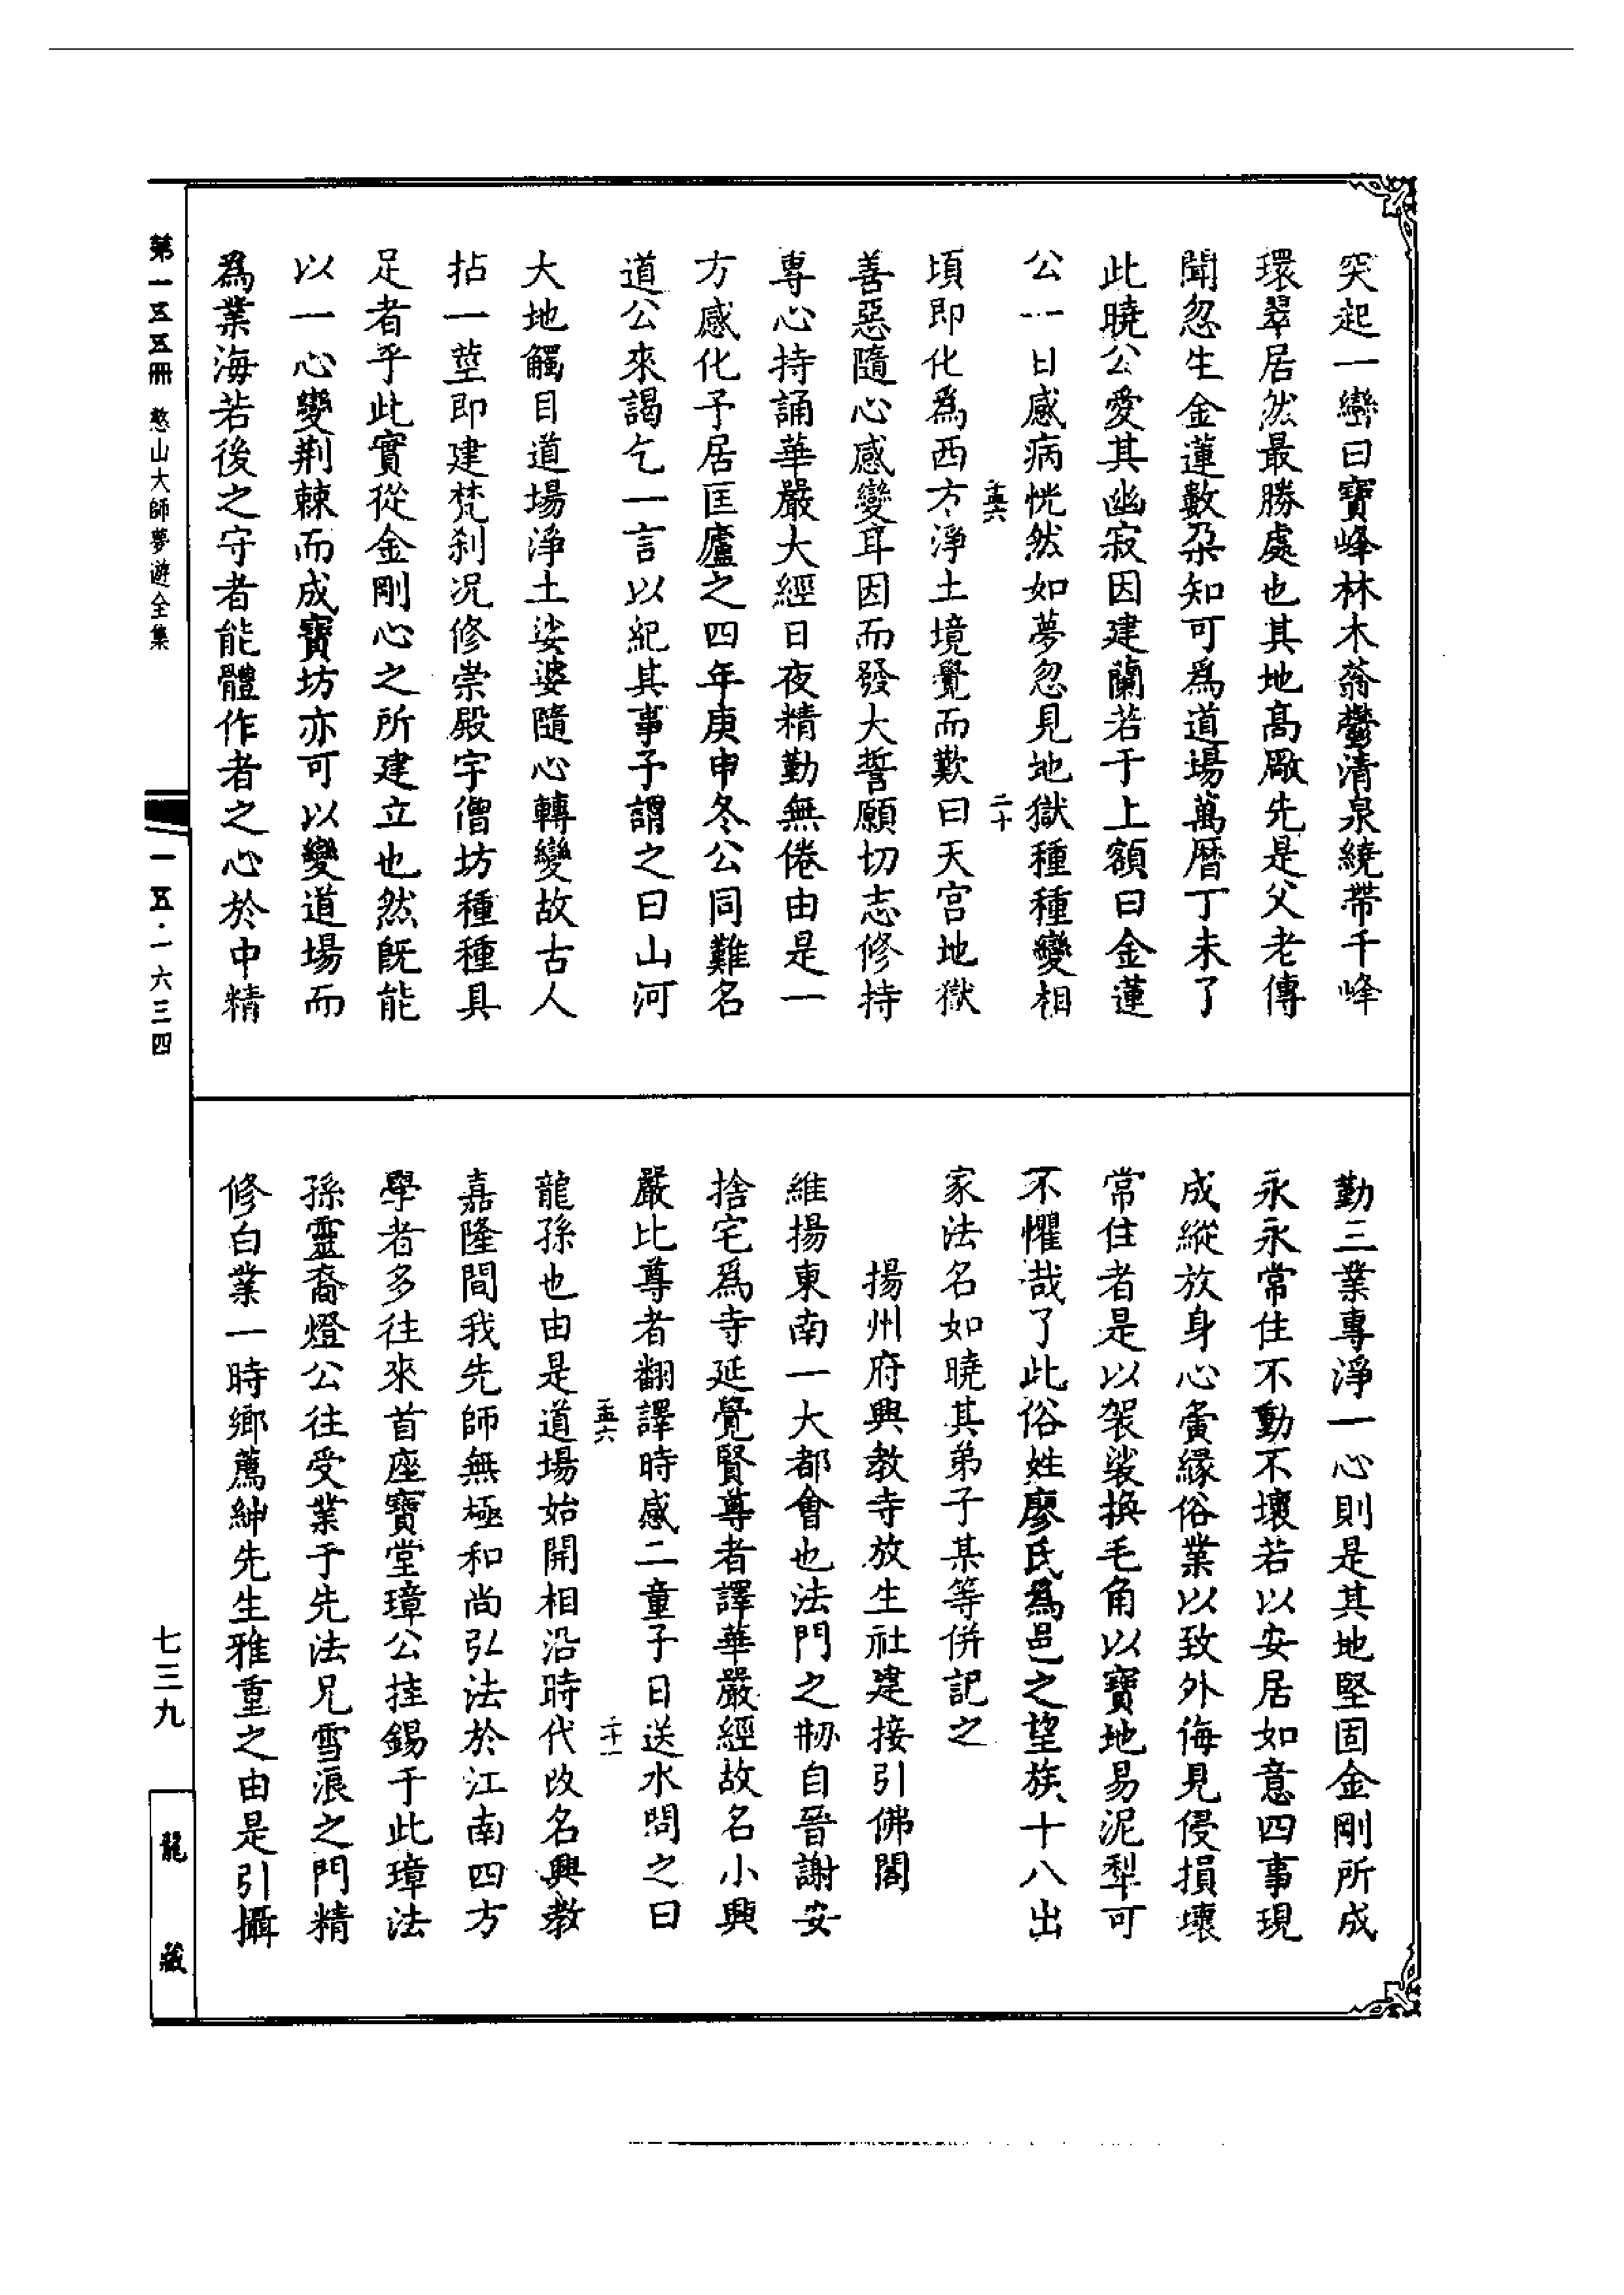 突起一巒曰寶峰林木蓊鬱清泉繞帶千峰
環翠居然最勝處也其地高厰先是父老傳
聞忽生金蓮數朶知可爲道場萬曆丁未了
此曉公愛其幽寂因建蘭若于上額曰金蓮
公一日感病恍然如夢忽見地獄種種變相
孟六 二十
頃即化爲西方淨土境覺而歎曰天宮地獄
善惡隨心感變耳因而發大誓願切志修持
專心持誦華嚴大經日夜精勤無倦由是一
方感化予居匡廬之四年庚申冬公同難名
道公來謁乞一言以紀其事予謂之曰山河
大地觸目道場淨土娑婆隨心轉變故古人
拈一莖即建梵刹况修崇殿宇僧坊種種具
足者乎此實從金剛心之所建立也然既能
以一心變荆棘而成寶坊亦可以變道場而
爲業海若後之守者能體作者之心於中精
勤三業專淨一心則是其地堅固金剛所成
永永常住不動不壞若以安居如意四事現
成縱放身心夤緣俗業以致外侮見侵損壞
常住者是以袈裟換毛角以寶地易泥犁可
不懼哉了此俗姓廖氏爲邑之望族十八出
家法名如曉其弟子某等併記之
揚州府興教寺放生社建接引佛閣
維揚東南一大都會也法門之刱自晉謝安
捨宅爲寺延覺賢尊者譯華嚴經故名小興
嚴比尊者翻譯時感二童子日送水問之曰
孟六 二十一
龍孫也由是道場始開相沿時代改名興教
嘉隆間我先師無極和尚弘法於江南四方
學者多往來首座寶堂璋公挂錫于此璋法
孫靈裔燈公往受業于先法兄雪浪之門精
修白業一時鄉薦紳先生雅重之由是引攝
第一五五冊 憨山大師夢遊全集
一五·一六三四
七三九
龍藏